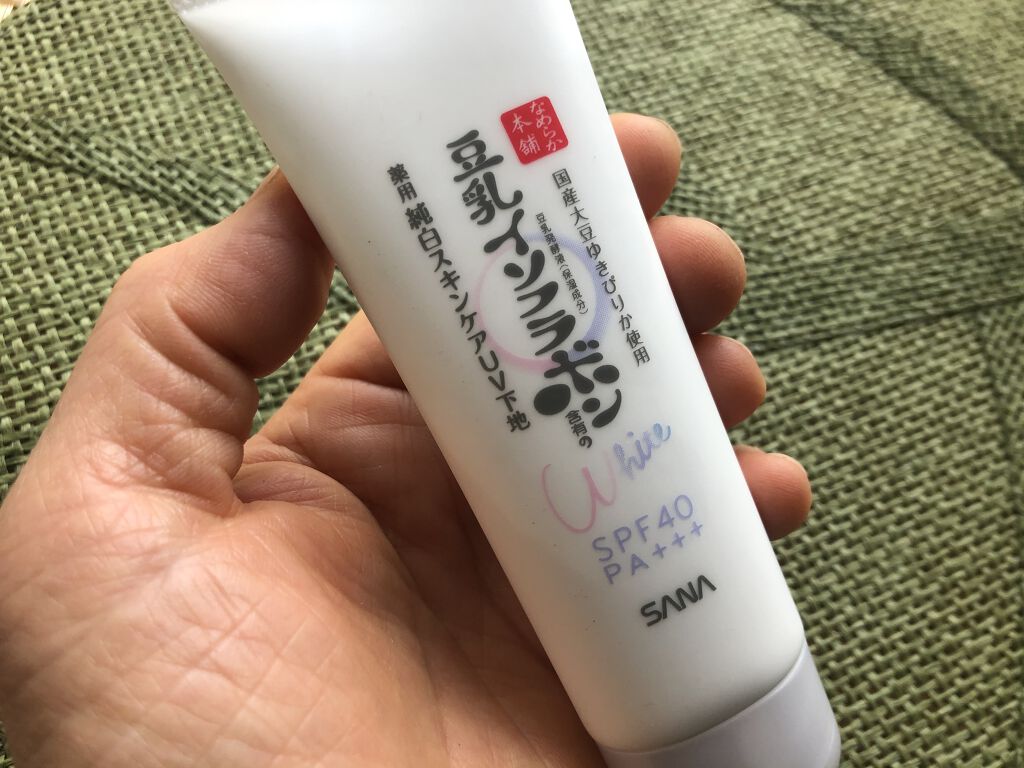 なめらか
本舗
国産大豆ゆきぴりか使用
豆乳発酵液(保湿成分)
豆乳イソフラボン
含有の
薬用 純白スキンケアUV下地
White
SPF40
PA+++
SANA